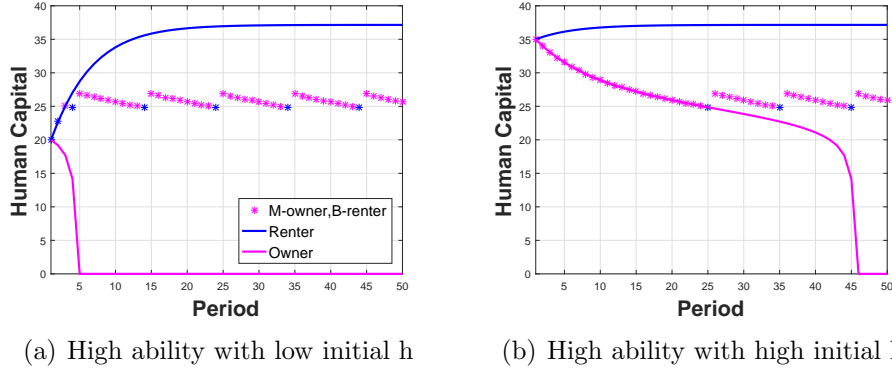 40
35
30
25
20
15
10
5
0
Human Capital
M-owner,B-renter
Renter
Owner
5 10 15 20 25 30 35 40 45 50
Period
(a) High ability with low initial h
40
35
30
25
20
15
10
5
0
Human Capital
5 10 15 20 25 30 35 40 45 50
Period
(b) High ability with high initial